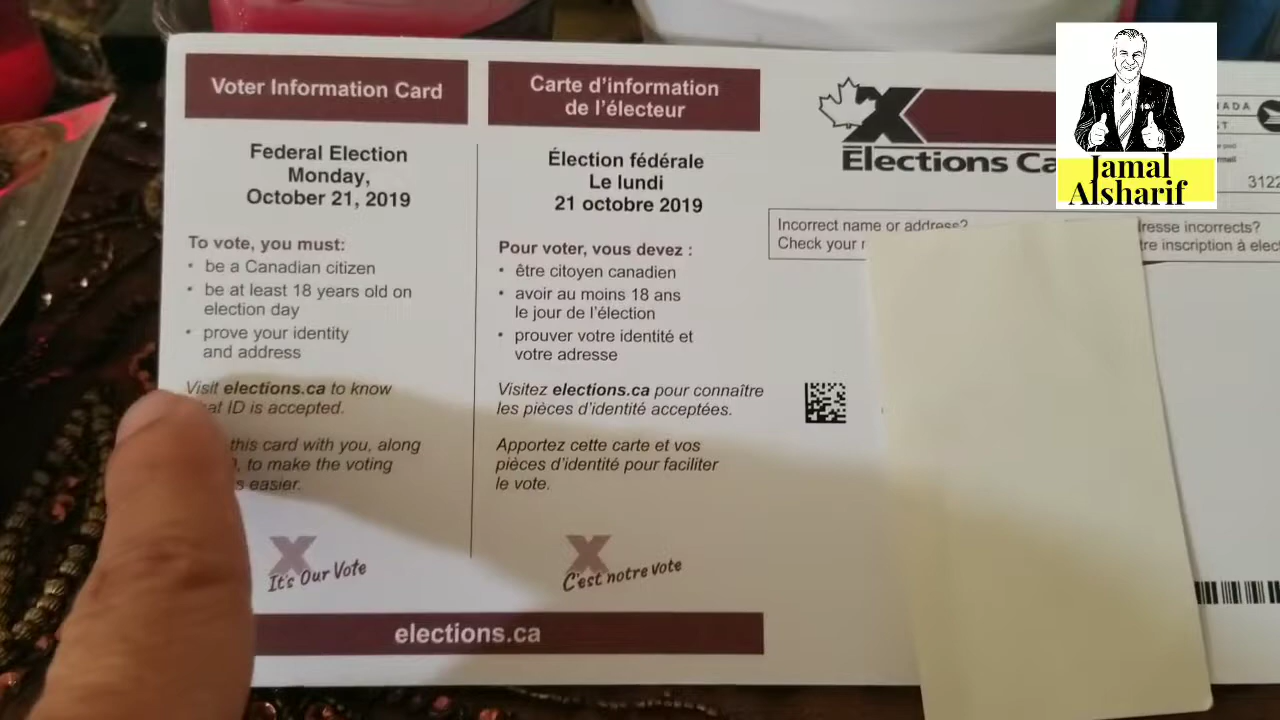 Voter Information Card
Federal Election
Monday,
October 21, 2019
To vote, you must:
• be a Canadian citizen
• be at least 18 years old on
election day
• prove your identity
and address
Visit elections.ca to know
ID is accepted.
this card with you, along
to make the voting
easier.
It's Our Vote
Carte d'information
de l'électeur
Élection fédérale
Le lundi
21 octobre 2019
Pour voter, vous devez :
• être citoyen canadien
• avoir au moins 18 ans
le jour de l'élection
• prouver votre identité et
votre adresse
Visitez elections.ca pour connaître
les pièces d'identité acceptées.
Apportez cette carte et vos
pièces d'identité pour faciliter
le vote.
C'est notre vote
elections.ca
Élections
Incorrect name or address?
Check your
incorrects?
inscription à
3122
Jamal
Alsharif